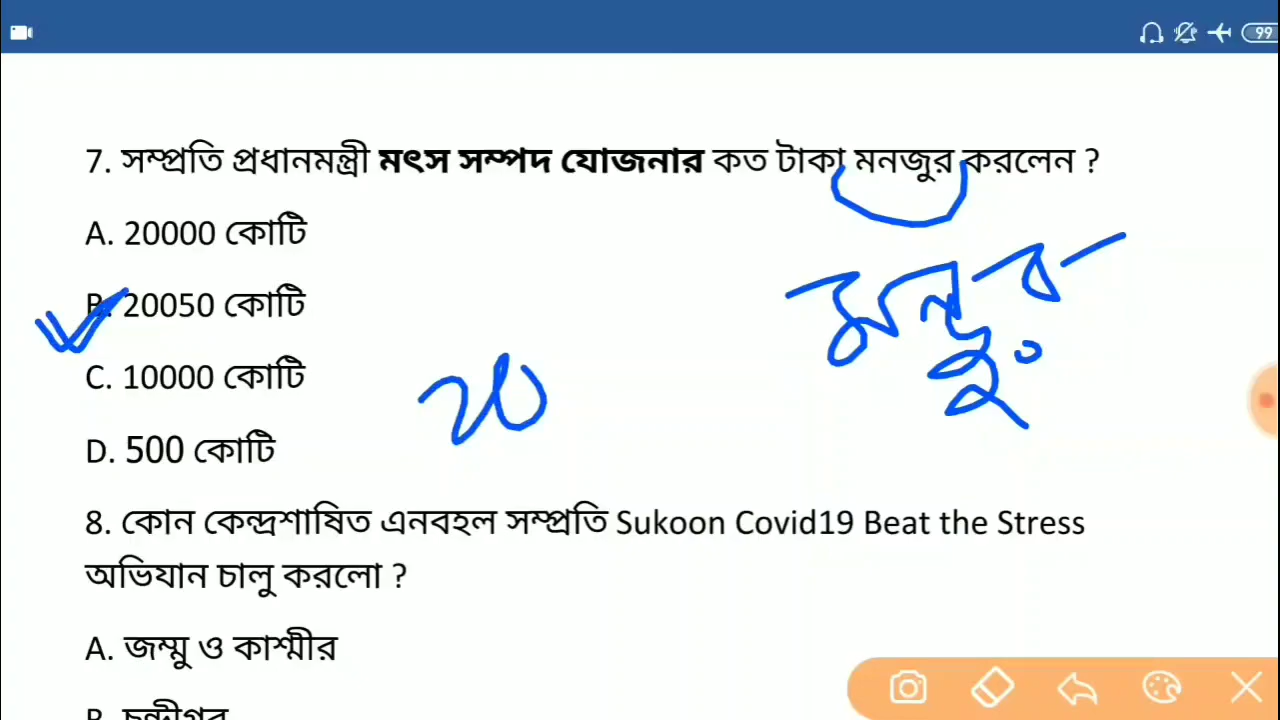 99
7. সম্প্রতি প্রধানমন্ত্রী মৎস সম্পদ যোজনার কত টাকা মনজুর করলেন ?
A. 20000 কোটি
B. 20050 কোটি
C. 10000 কোটি
D. 500 কোটি
8. কোন কেন্দ্রশাষিত এনবহল সম্প্রতি Sukoon Covid19 Beat the Stress
অভিযান চালু করলো ?
A. জম্মু ও কাশ্মীর